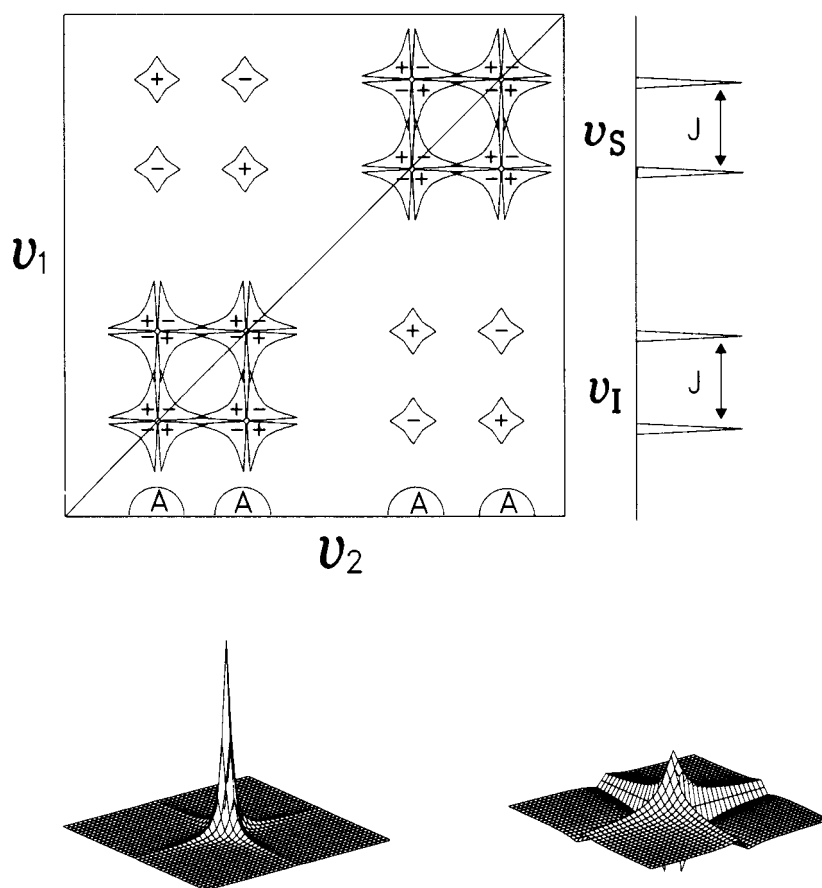 + − + − + −
− + − +
υS J
− + + − + −
− + − +
υ1
+ − + − + −
− + − +
υI J
+ − + − − +
− + − +
A A A A
υ2